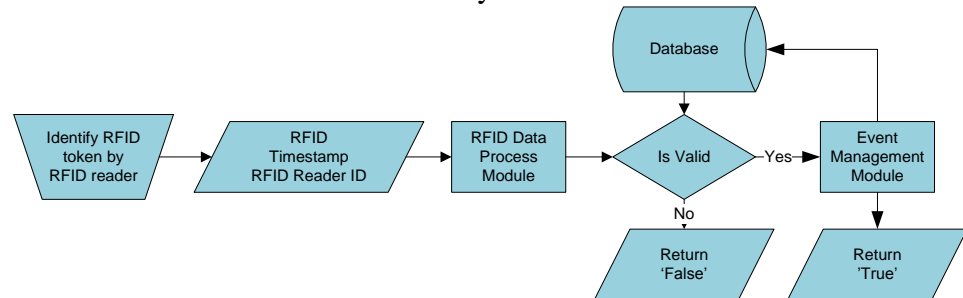 Database
Identify RFID
token by
RFID reader
RFID
Timestamp
RFID Reader ID
RFID Data
Process
Module
Is Valid
Yes
Event
Management
Module
No
Return
'False'
Return
'True'